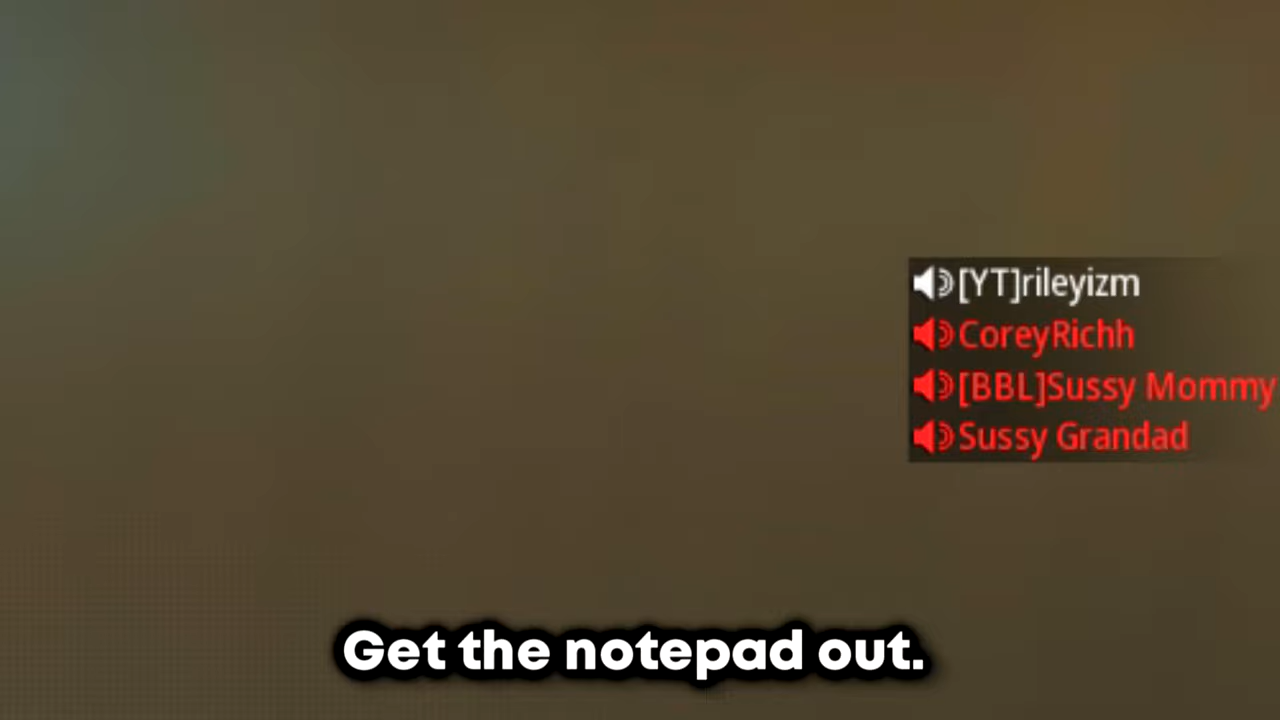 [YT]rileyizm
CoreyRichh
[BBL]Sussy Mommy
Sussy Grandad
Get the notepad out.